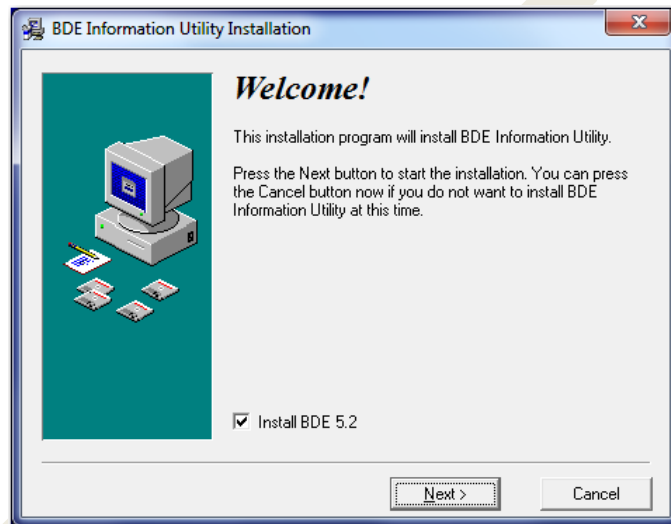 BDE Information Utility Installation
Welcome!
This installation program will install BDE Information Utility.
Press the Next button to start the installation. You can press
the Cancel button now if you do not want to install BDE
Information Utility at this time.
Install BDE 5.2
Next >
Cancel